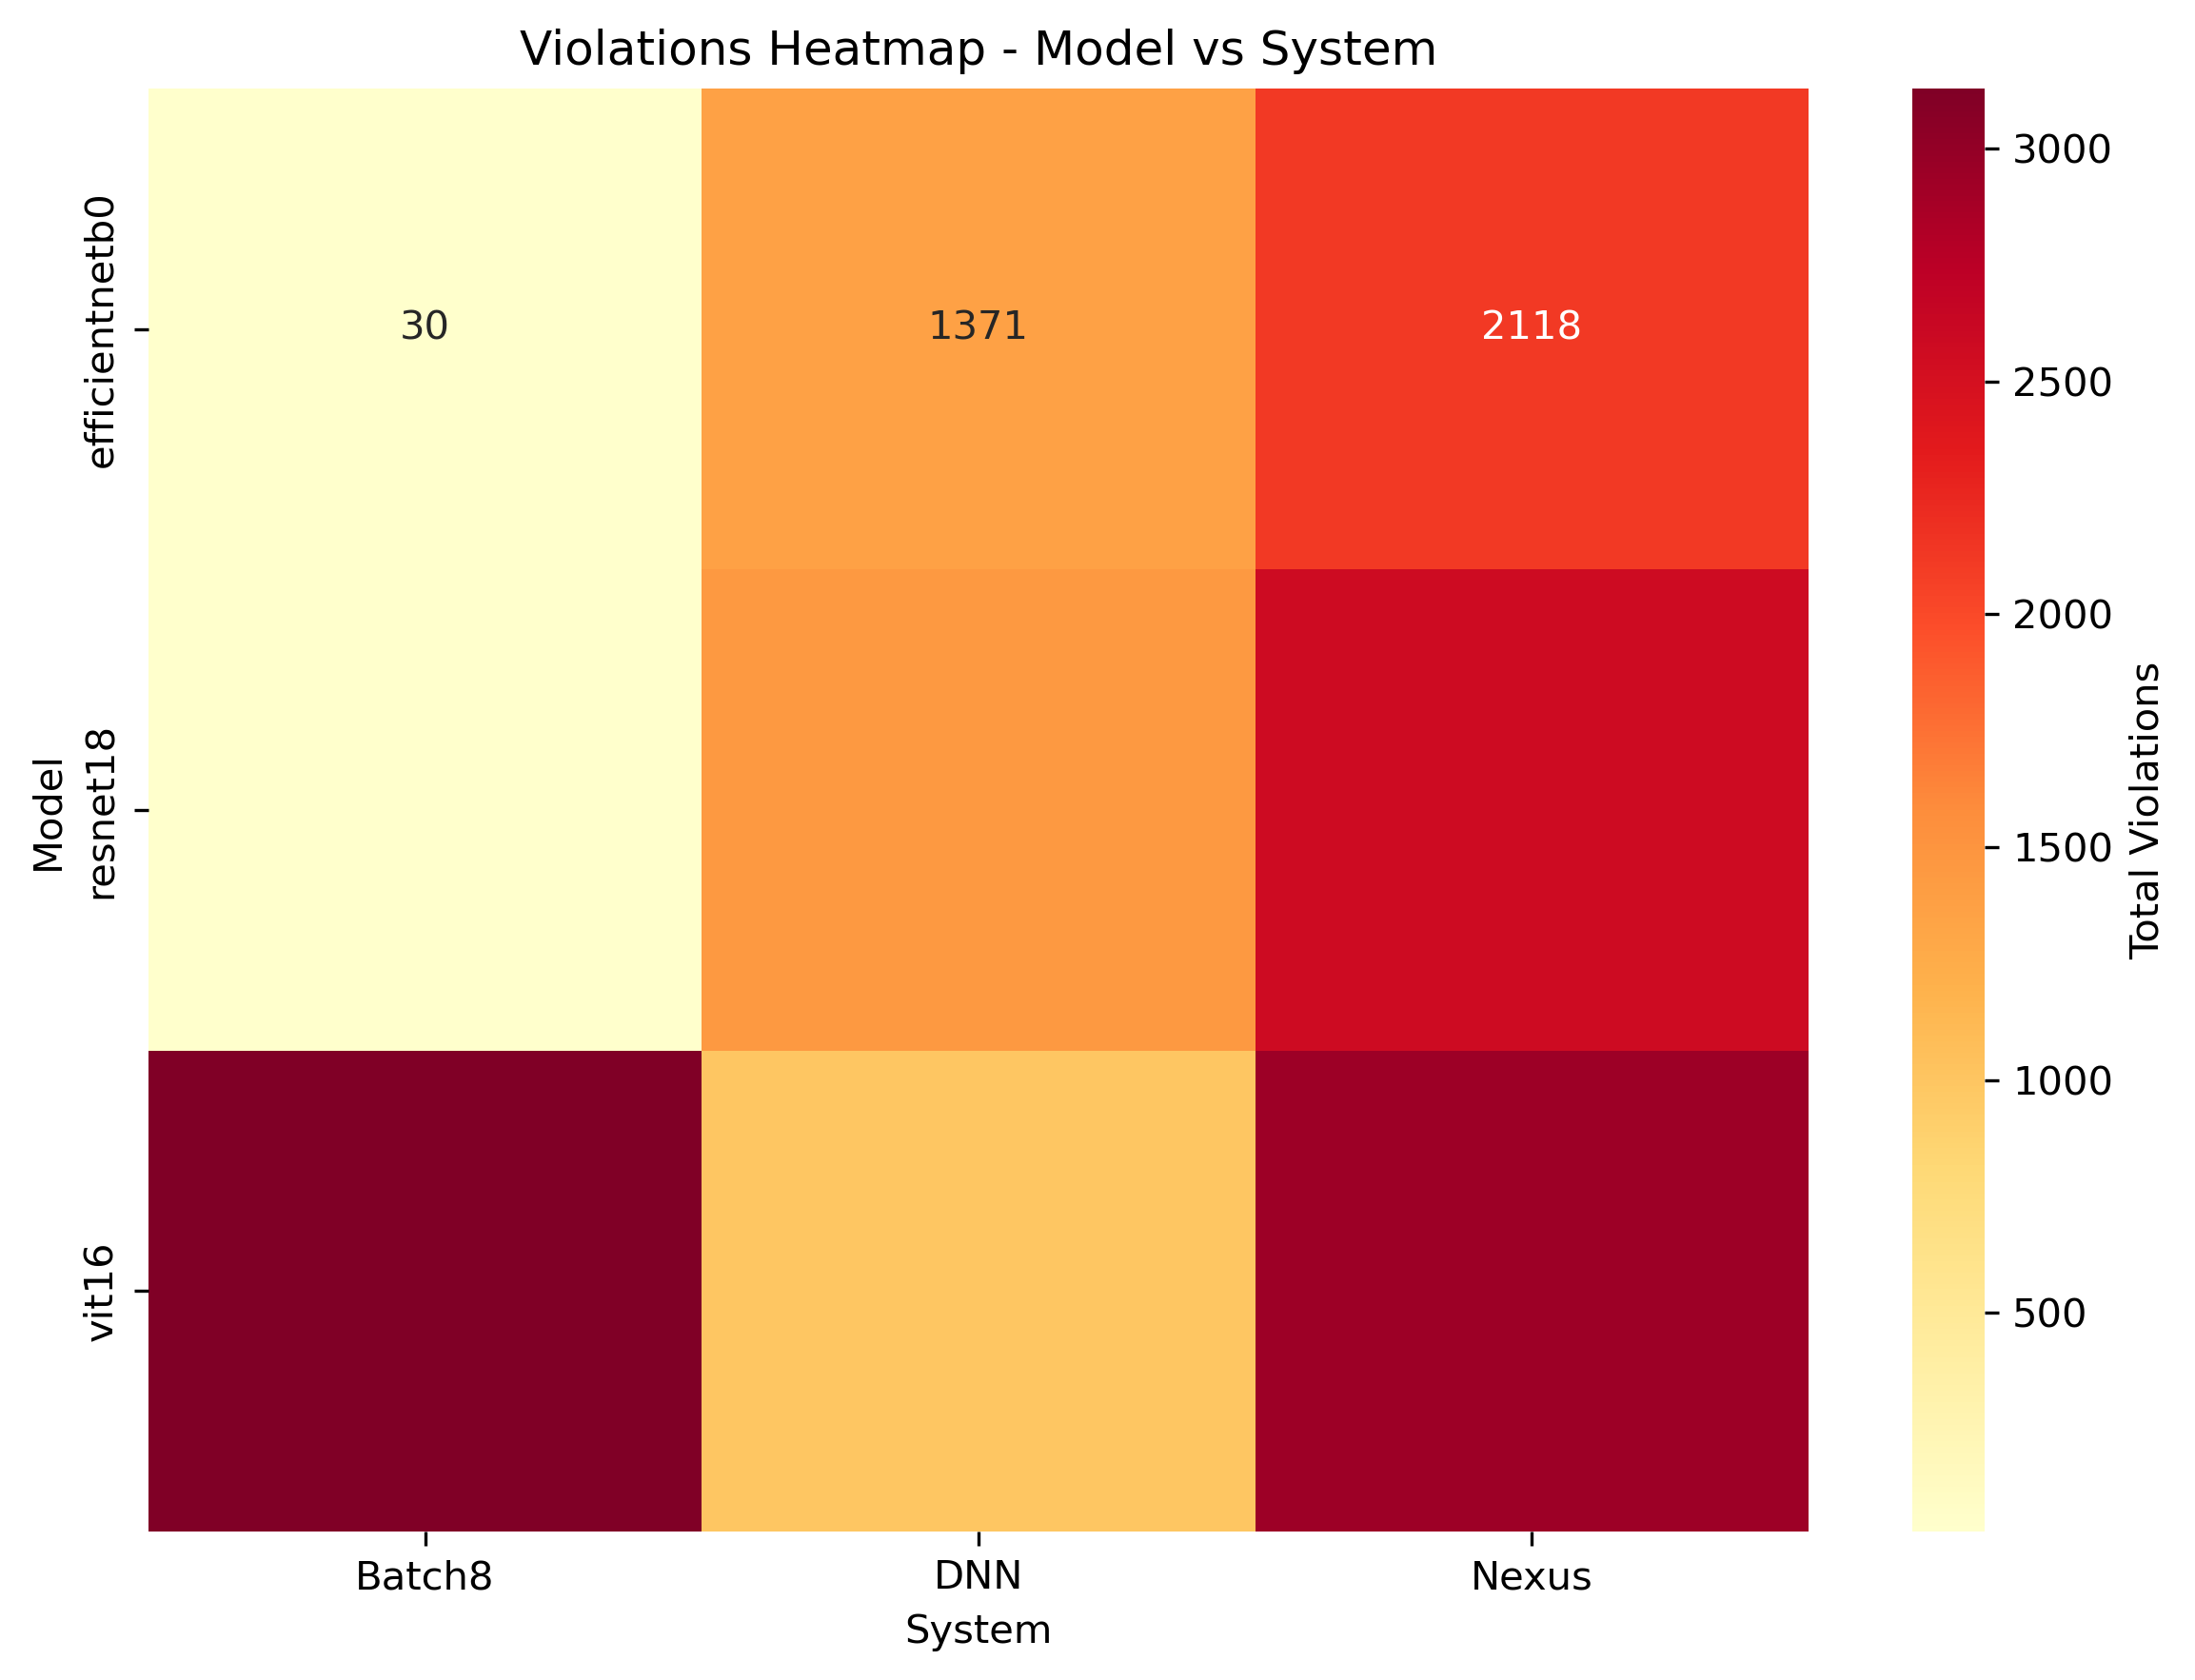 Violations Heatmap - Model vs System
Model
efficientnetb0
resnet18
vit16
30
1371
2118
Batch8
DNN
Nexus
System
3000
2500
2000
1500
1000
500
Total Violations